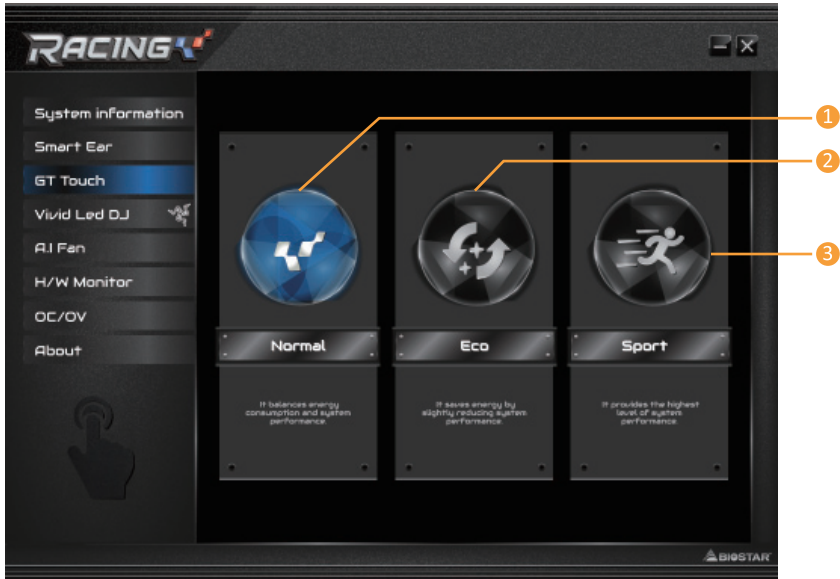 RACING
System information
Smart Ear
GT Touch
Vivid Led DJ
A.I Fan
H/W Monitor
OC/OV
About
1
2
3
Normal
Eco
Sport
It balances energy
consumption and system
performance.
It saves energy by
slightly reducing system
performance.
It provides the highest
level of system
performance.
BIOSTAR